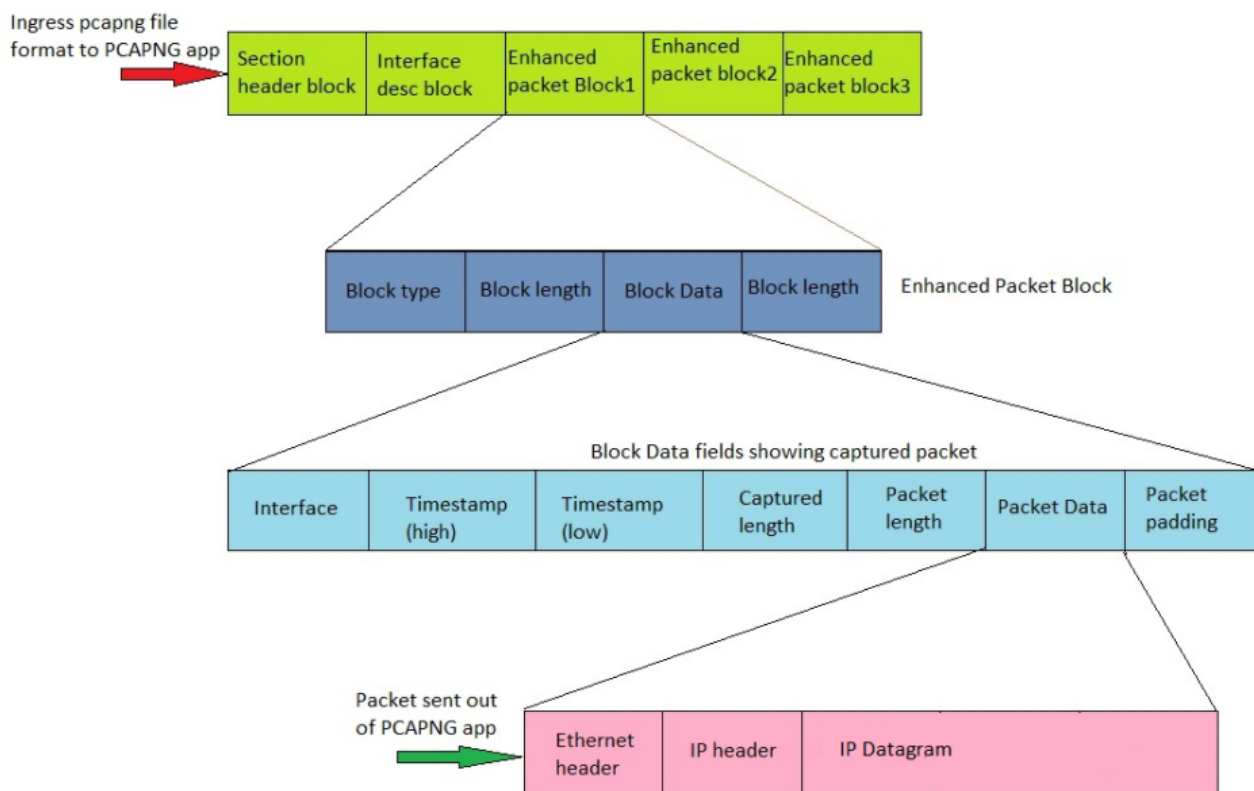 Ingress pcapng file
format to PCAPNG app
Section
header block
Interface
desc block
Enhanced
packet Block1
Enhanced
packet block2
Enhanced
packet block3
Block type
Block length
Block Data
Block length
Enhanced Packet Block
Block Data fields showing captured packet
Interface
Timestamp
(high)
Timestamp
(low)
Captured
length
Packet
length
Packet Data
Packet
padding
Packet sent out
of PCAPNG app
Ethernet
header
IP header
IP Datagram